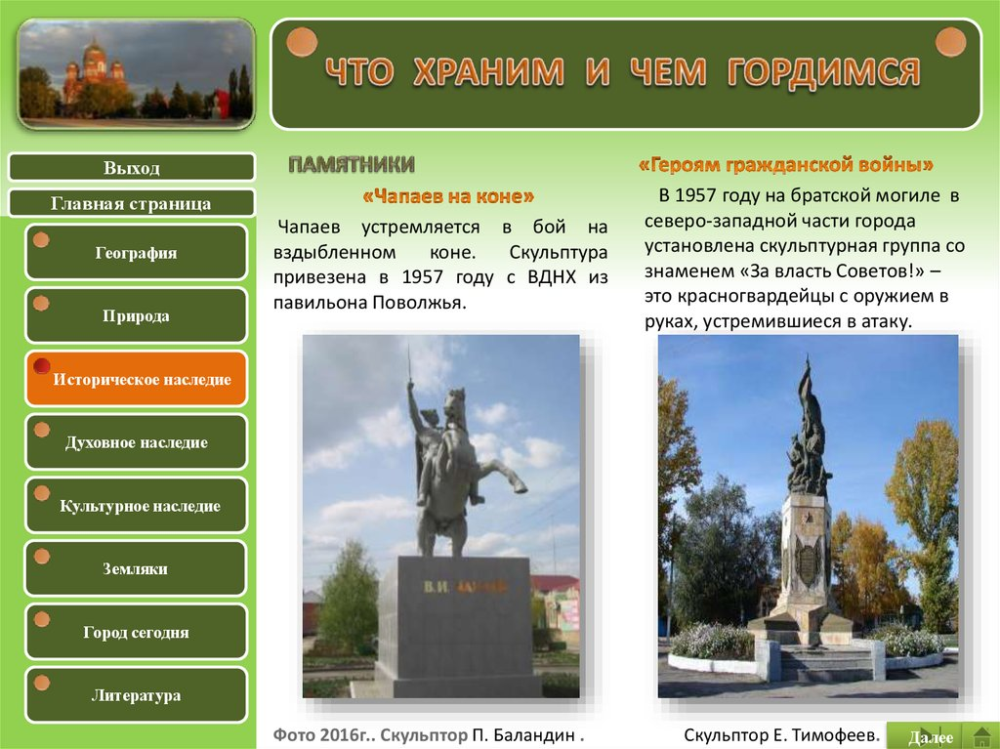 ЧТО ХРАНИМ И ЧЕМ ГОРДИМСЯ
Выход
Главная страница
География
Природа
Историческое наследие
Духовное наследие
Культурное наследие
Земляки
Город сегодня
Литература
ПАМЯТНИКИ
«Чапаев на коне»
Чапаев устремляется в бой на
вздыбленном коне. Скульптура
привезена в 1957 году с ВДНХ из
павильона Поволжья.
В.И. ЧАПАЕВ
Фото 2016г.. Скульптор П. Баландин .
«Героям гражданской войны»
В 1957 году на братской могиле в
северо-западной части города
установлена скульптурная группа со
знаменем «За власть Советов!» –
это красногвардейцы с оружием в
руках, устремившиеся в атаку.
Скульптор Е. Тимофеев.
Далее